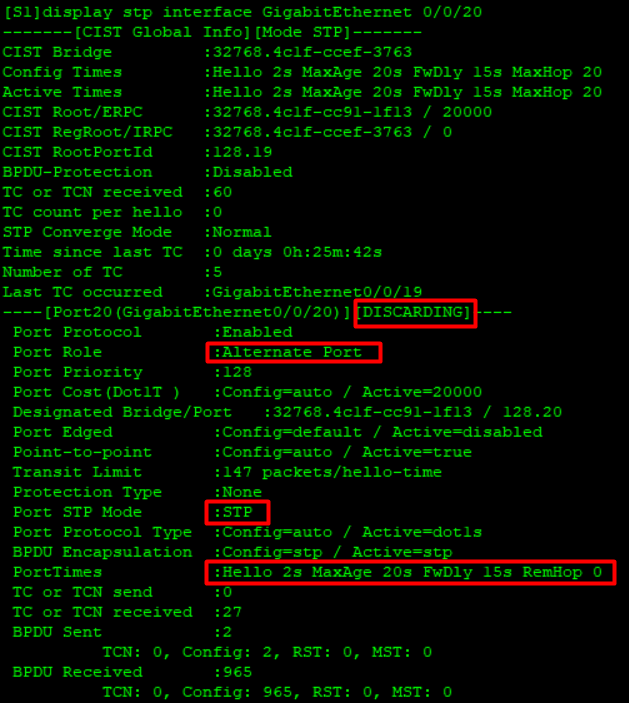 [S1]display stp interface GigabitEthernet 0/0/20
-------[CIST Global Info][Mode STP]-------
CIST Bridge         :32768.4c1f-ccef-3763
Config Times        :Hello 2s MaxAge 20s FwDly 15s MaxHop 20
Active Times        :Hello 2s MaxAge 20s FwDly 15s MaxHop 20
CIST Root/ERPC      :32768.4c1f-cc91-1f13 / 20000
CIST RegRoot/IRPC   :32768.4c1f-ccef-3763 / 0
CIST RootPortId     :128.19
BPDU-Protection     :Disabled
TC or TCN received  :60
TC count per hello  :0
STP Converge Mode   :Normal
Time since last TC  :0 days 0h:25m:42s
Number of TC        :5
Last TC occurred    :GigabitEthernet0/0/19
----[Port20(GigabitEthernet0/0/20)][DISCARDING]----
 Port Protocol       :Enabled
 Port Role           :Alternate Port
 Port Priority       :128
 Port Cost(Dot1T )   :Config=auto / Active=20000
 Designated Bridge/Port   :32768.4c1f-cc91-1f13 / 128.20
 Port Edged          :Config=default / Active=disabled
 Point-to-point      :Config=auto / Active=true
 Transit Limit       :147 packets/hello-time
 Protection Type     :None
 Port STP Mode       :STP
 Port Protocol Type  :Config=auto / Active=dot1s
 BPDU Encapsulation  :Config=stp / Active=stp
 PortTimes           :Hello 2s MaxAge 20s FwDly 15s RemHop 0
 TC or TCN send      :0
 TC or TCN received  :27
 BPDU Sent           :2
          TCN: 0, Config: 2, RST: 0, MST: 0
 BPDU Received       :965
          TCN: 0, Config: 965, RST: 0, MST: 0